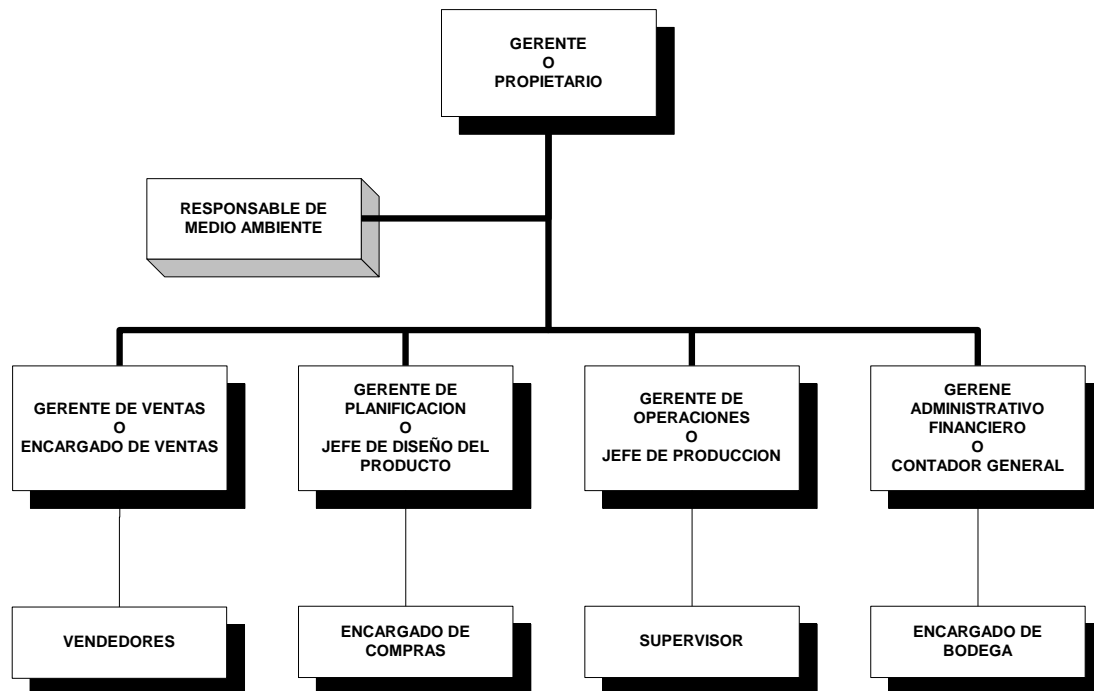 GERENTE
O
PROPIETARIO
RESPONSABLE DE
MEDIO AMBIENTE
GERENTE DE VENTAS
O
ENCARGADO DE VENTAS
GERENTE DE
PLANIFICACION
O
JEFE DE DISEÑO DEL
PRODUCTO
GERENTE DE
OPERACIONES
O
JEFE DE PRODUCCION
GERENE
ADMINISTRATIVO
FINANCIERO
O
CONTADOR GENERAL
VENDEDORES
ENCARGADO DE
COMPRAS
SUPERVISOR
ENCARGADO DE
BODEGA